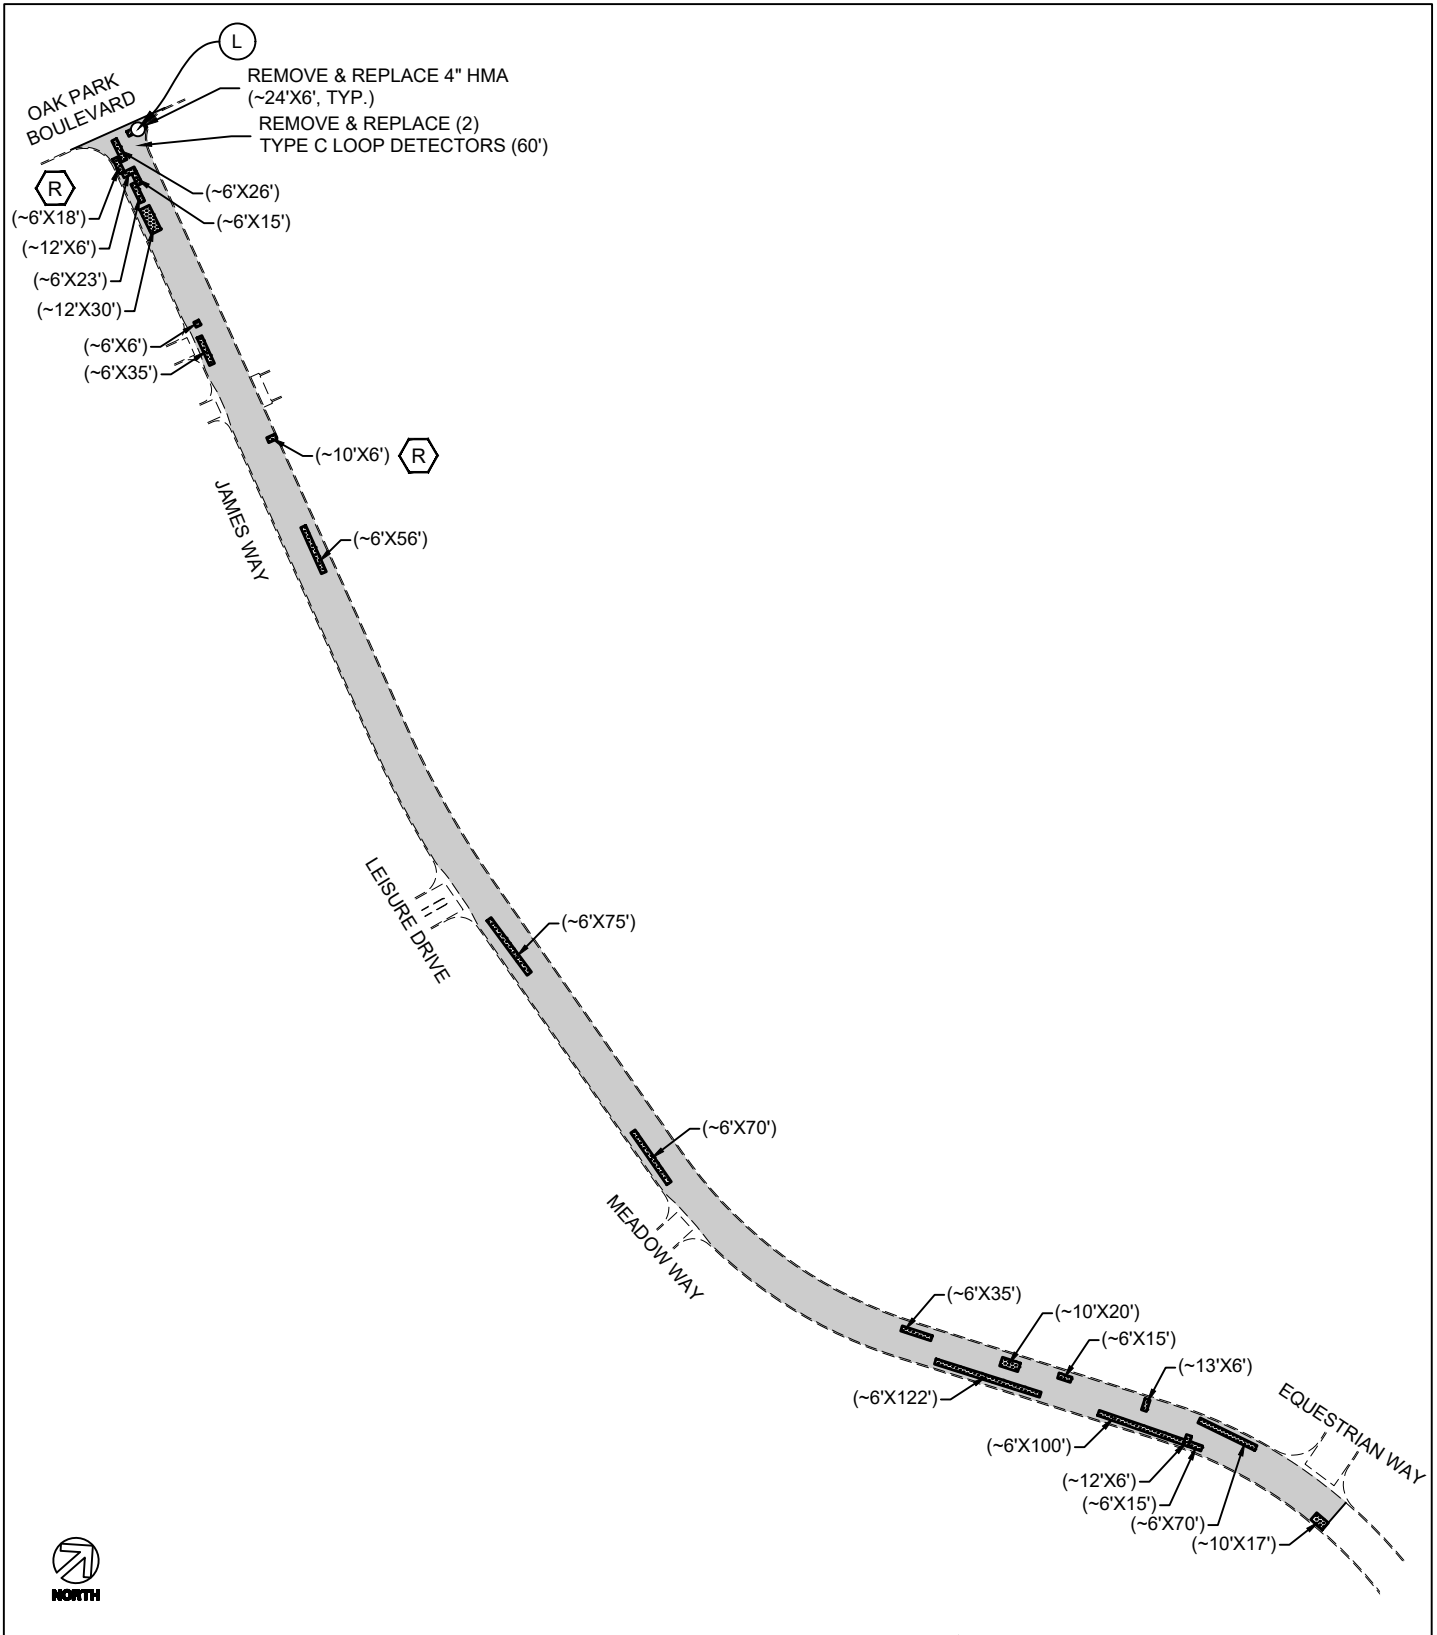 L
OAK PARK
BOULEVARD
REMOVE & REPLACE 4" HMA
(~24'X6', TYP.)
REMOVE & REPLACE (2)
TYPE C LOOP DETECTORS (60')
R
(~6'X26')
(~6'X18')
(~6'X15')
(~12'X6')
(~6'X23')
(~12'X30')
(~6'X6')
(~6'X35')
(~10'X6')
R
JAMES WAY
(~6'X56')
LEISURE DRIVE
(~6'X75')
(~6'X70')
MEADOW WAY
(~6'X35')
(~10'X20')
(~6'X15')
(~13'X6')
(~6'X122')
EQUESTRIAN WAY
(~6'X100')
(~12'X6')
(~6'X15')
(~6'X70')
(~10'X17')
NORTH